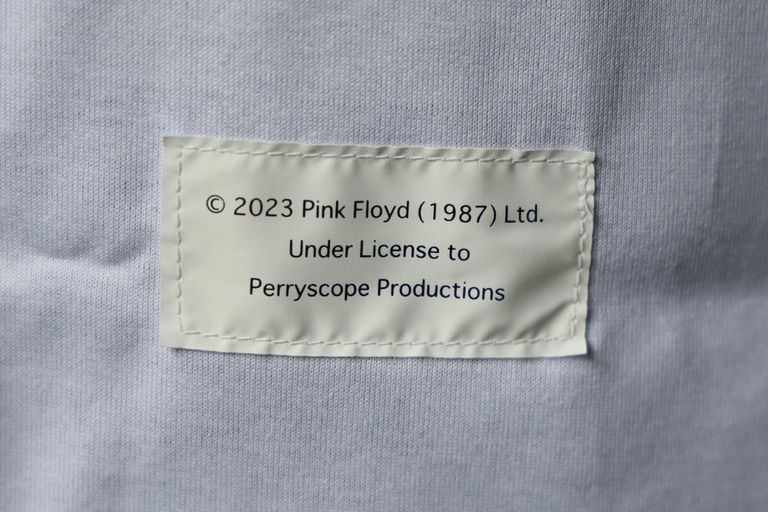 © 2023 Pink Floyd (1987) Ltd.
Under License to
Perryscope Productions